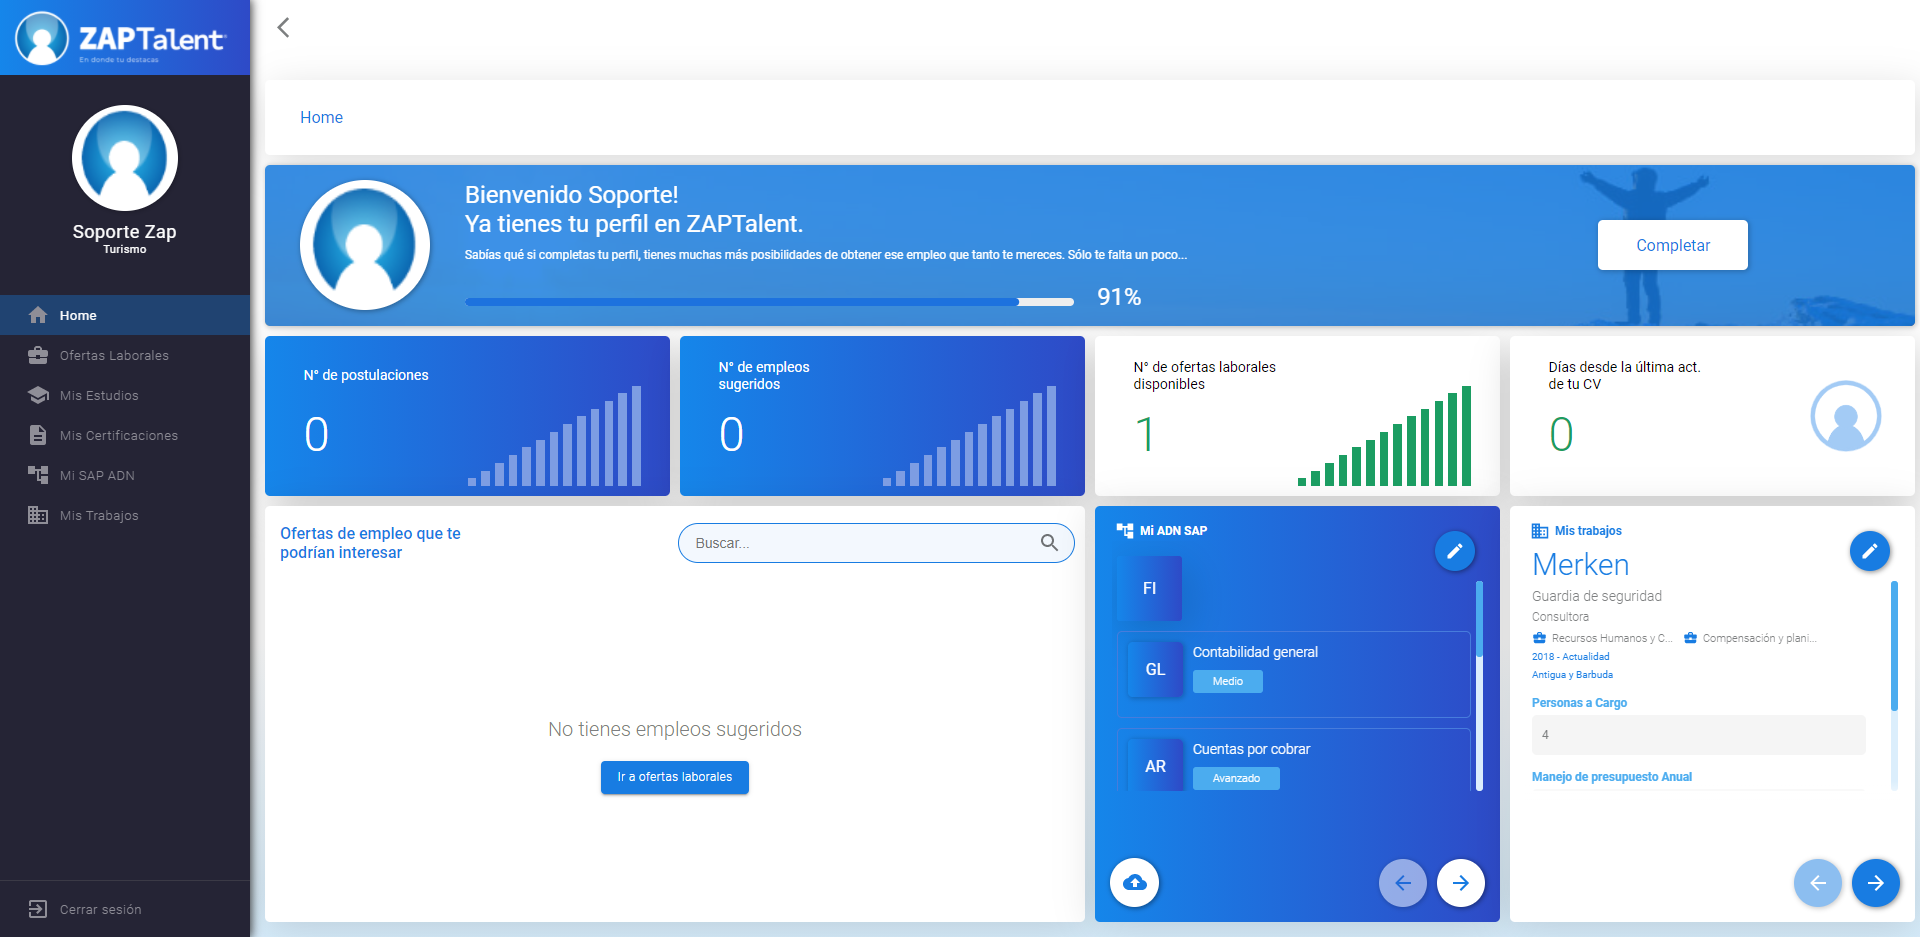 ZAPTalent
En donde tu destacas
Soporte Zap
Turismo
Home
Ofertas Laborales
Mis Estudios
Mis Certificaciones
Mi SAP ADN
Mis Trabajos
Cerrar sesión
Home
Bienvenido Soporte!
Ya tienes tu perfil en ZAPTalent.
Sabías qué si completas tu perfil, tienes muchas más posibilidades de obtener ese empleo que tanto te mereces. Sólo te falta un poco...
91%
Completar
N° de postulaciones
0
N° de empleos
sugeridos
0
N° de ofertas laborales
disponibles
1
Días desde la última act.
de tu CV
0
Ofertas de empleo que te
podrían interesar
Buscar...
No tienes empleos sugeridos
Ir a ofertas laborales
Mi ADN SAP
FI
GL
Contabilidad general
Medio
AR
Cuentas por cobrar
Avanzado
Mis trabajos
Merken
Guardia de seguridad
Consultora
Recursos Humanos y C... Compensación y plani...
2018 - Actualidad
Antigua y Barbuda
Personas a Cargo
4
Manejo de presupuesto Anual